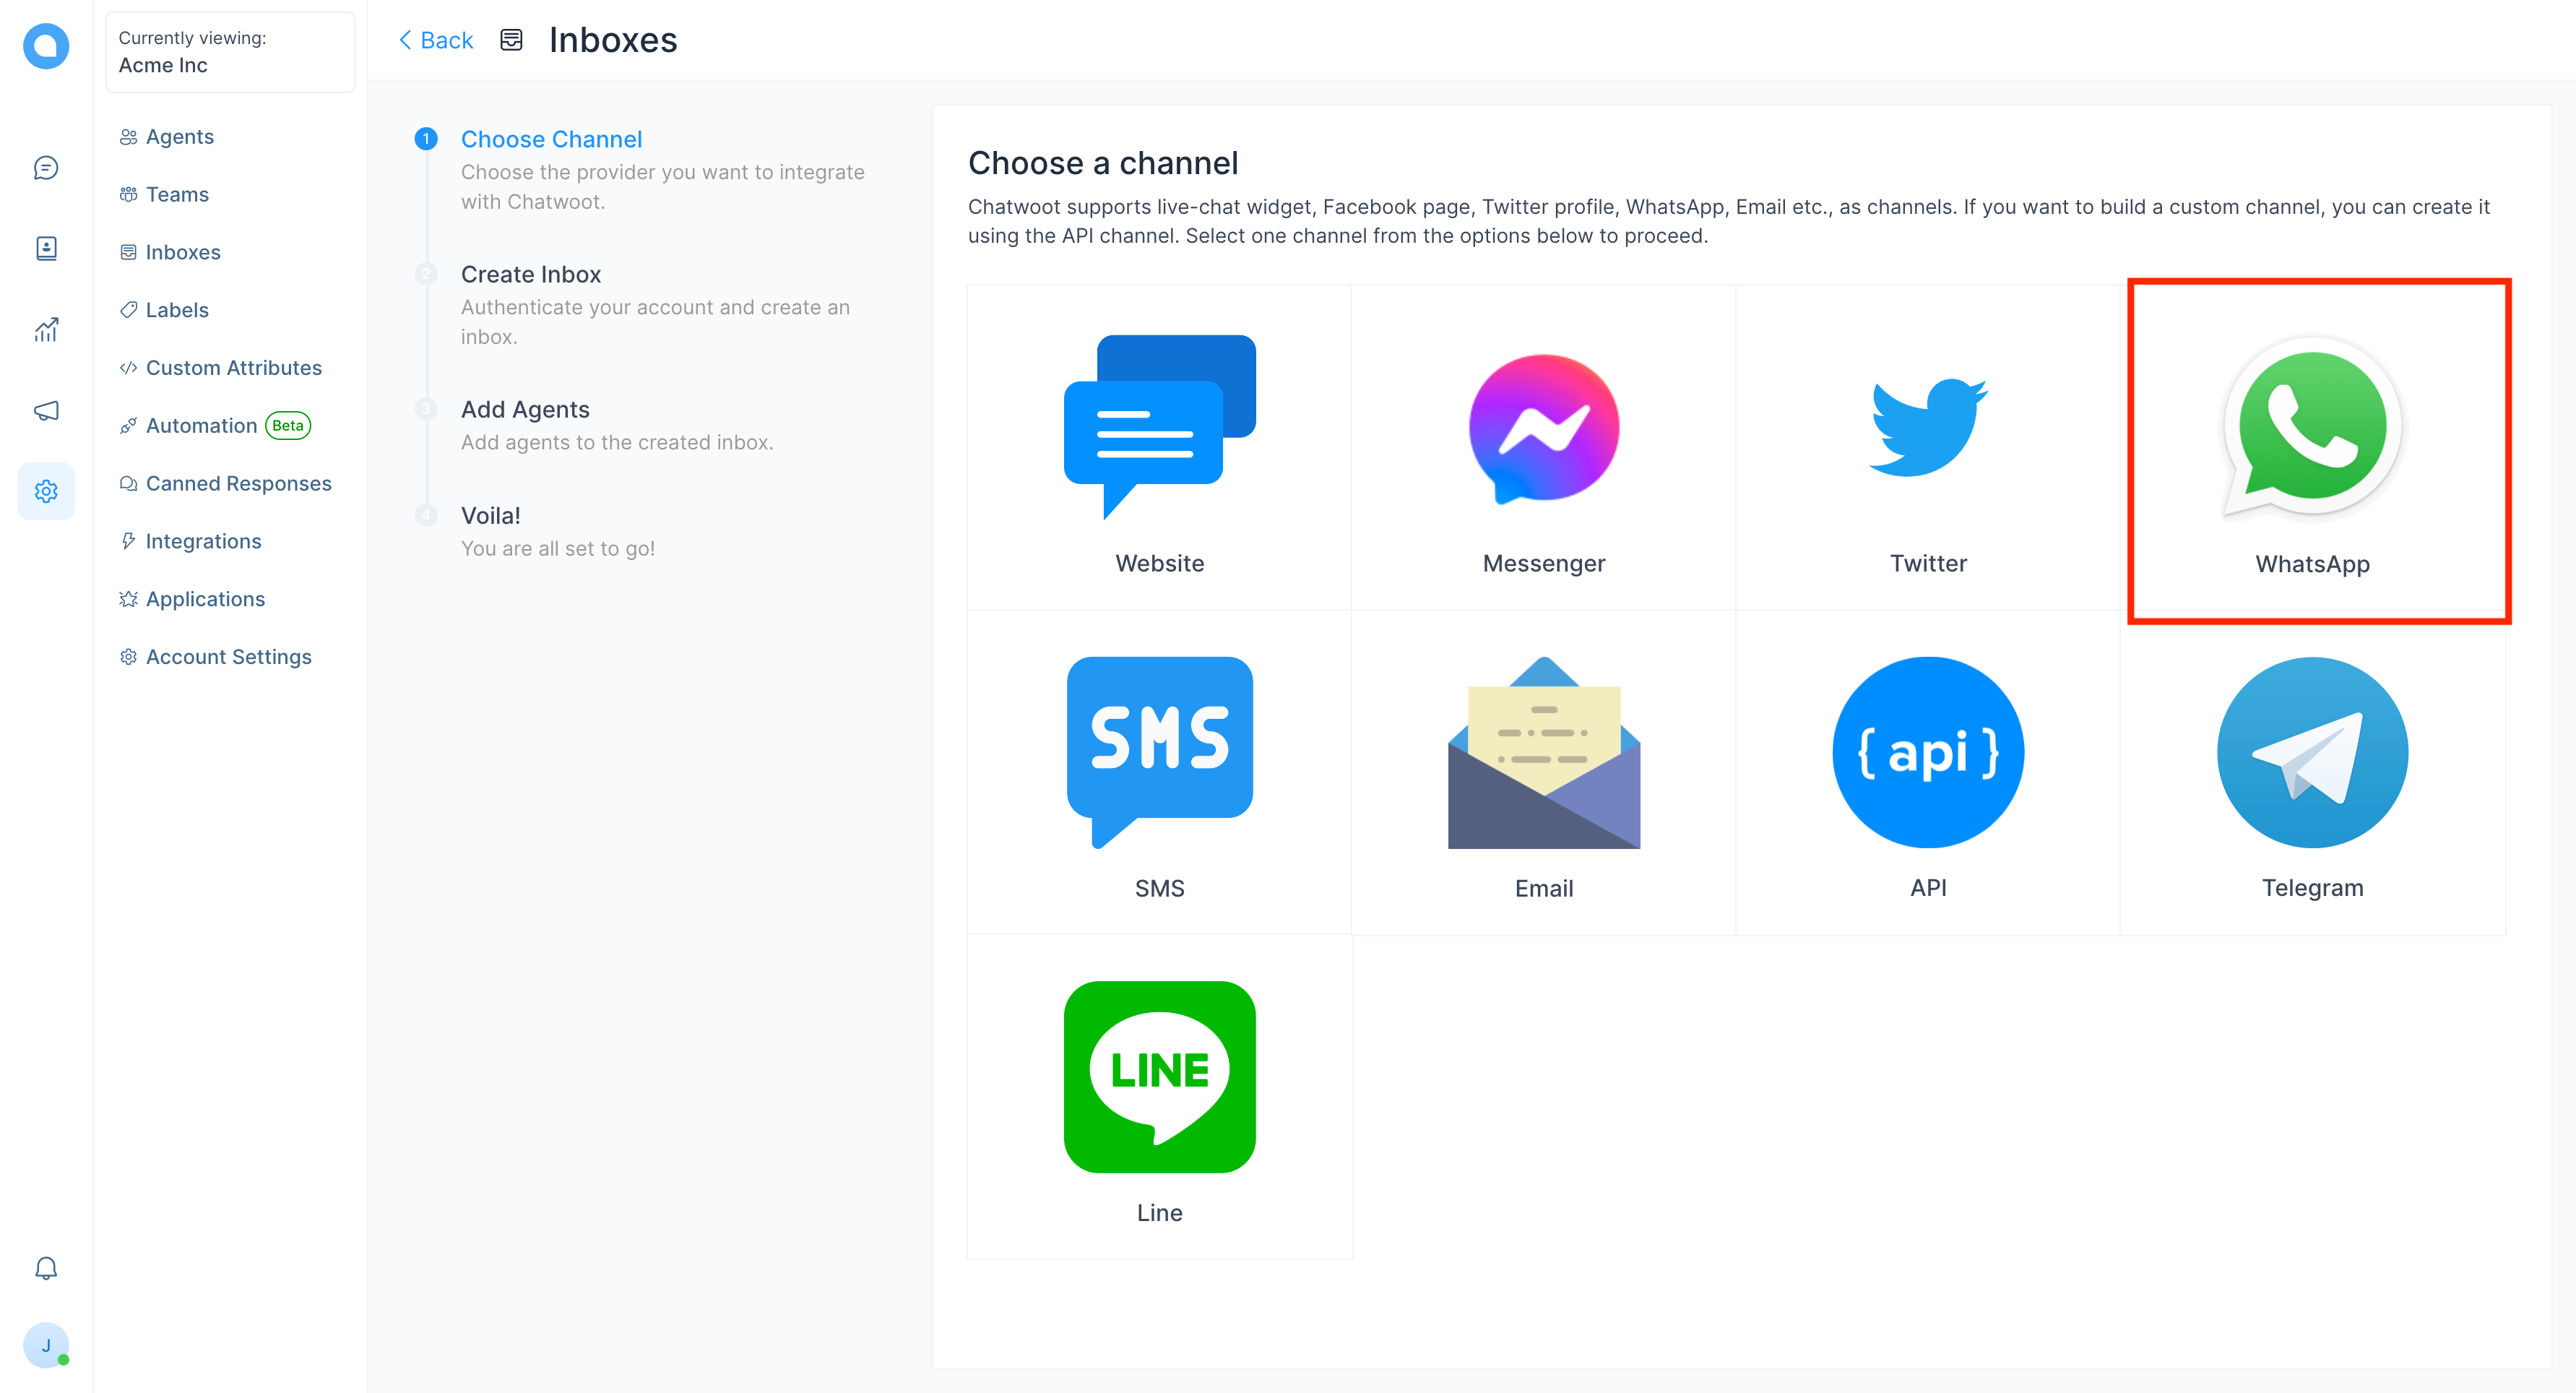 Currently viewing:
Acme Inc
Agents
Teams
Inboxes
Labels
Custom Attributes
Automation Beta
Canned Responses
Integrations
Applications
Account Settings
J
Back Inboxes
1 Choose Channel
Choose the provider you want to integrate
with Chatwoot.
2 Create Inbox
Authenticate your account and create an
inbox.
3 Add Agents
Add agents to the created inbox.
4 Voila!
You are all set to go!
Choose a channel
Chatwoot supports live-chat widget, Facebook page, Twitter profile, WhatsApp, Email etc., as channels. If you want to build a custom channel, you can create it
using the API channel. Select one channel from the options below to proceed.
Website
Messenger
Twitter
WhatsApp
SMS
{ api }
SMS
Email
API
Telegram
LINE
Line